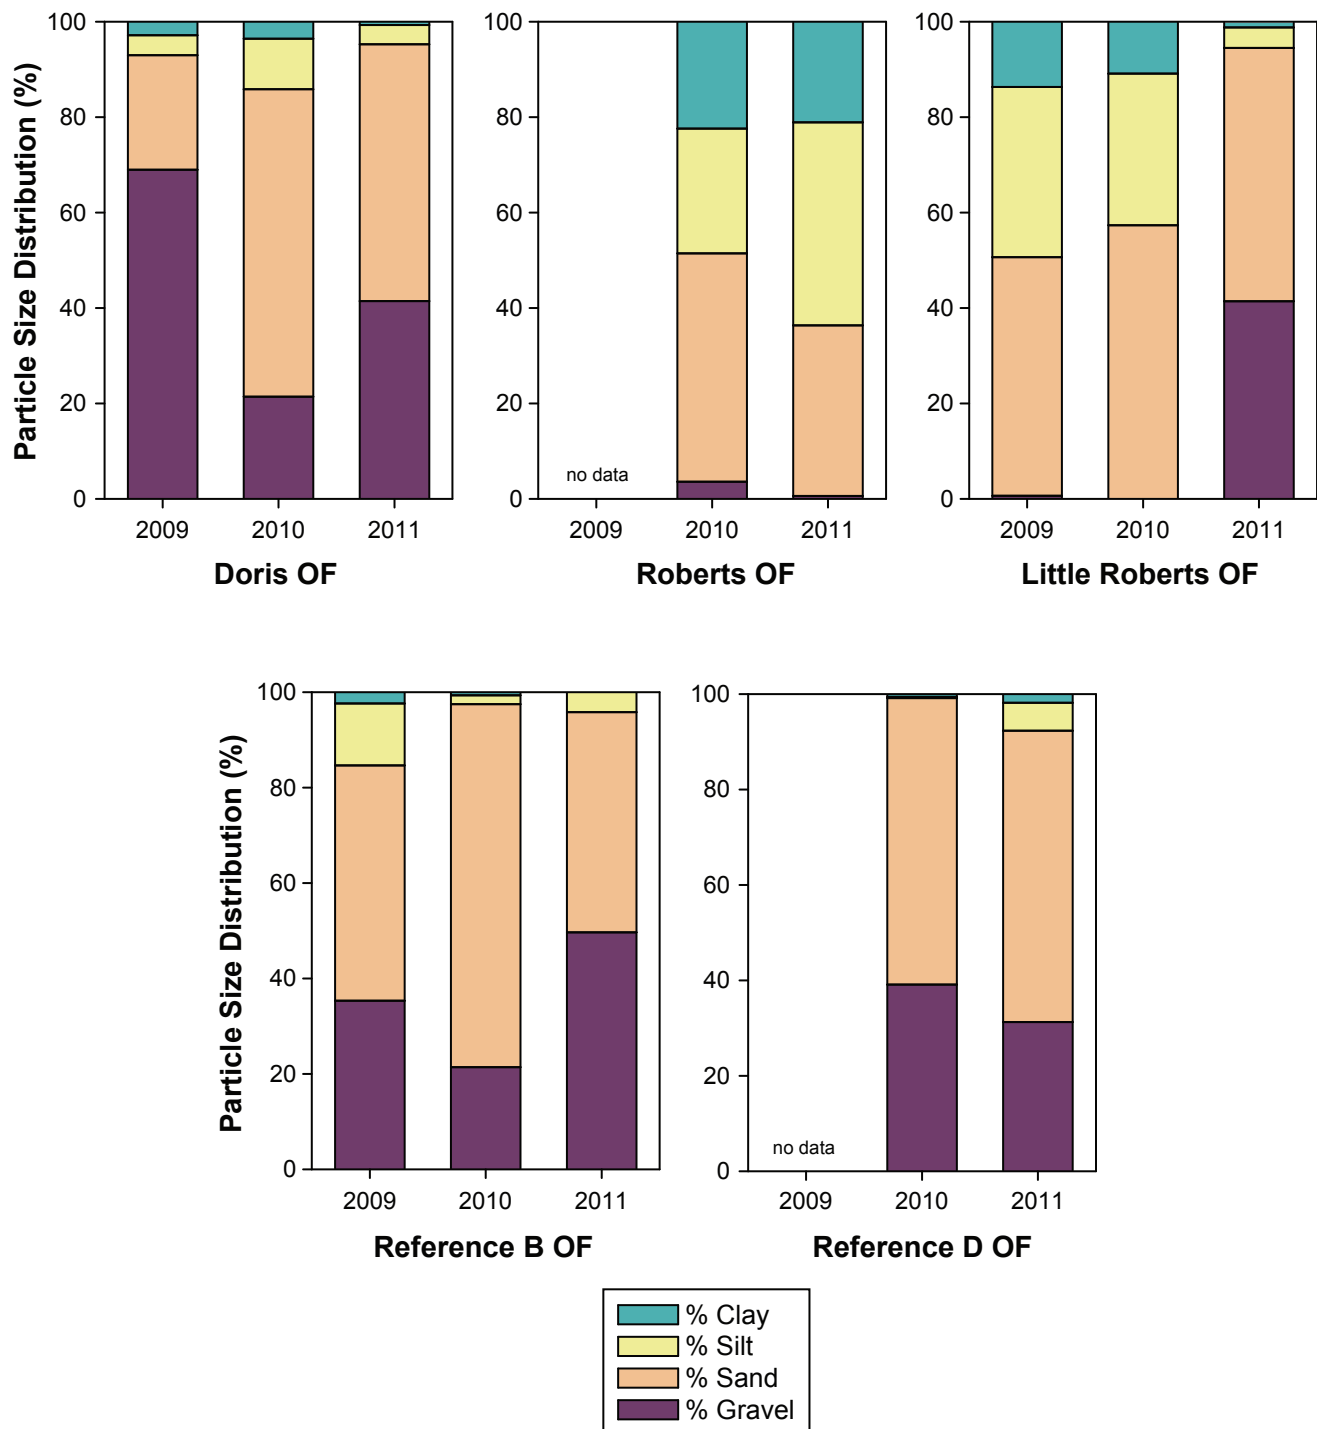 Particle Size Distribution (%)
100
80
60
40
20
0
2009 2010 2011
Doris OF
100
80
60
40
20
0
no data
2009 2010 2011
Roberts OF
100
80
60
40
20
0
2009 2010 2011
Little Roberts OF
Particle Size Distribution (%)
100
80
60
40
20
0
2009 2010 2011
Reference B OF
100
80
60
40
20
0
no data
2009 2010 2011
Reference D OF
% Clay
% Silt
% Sand
% Gravel